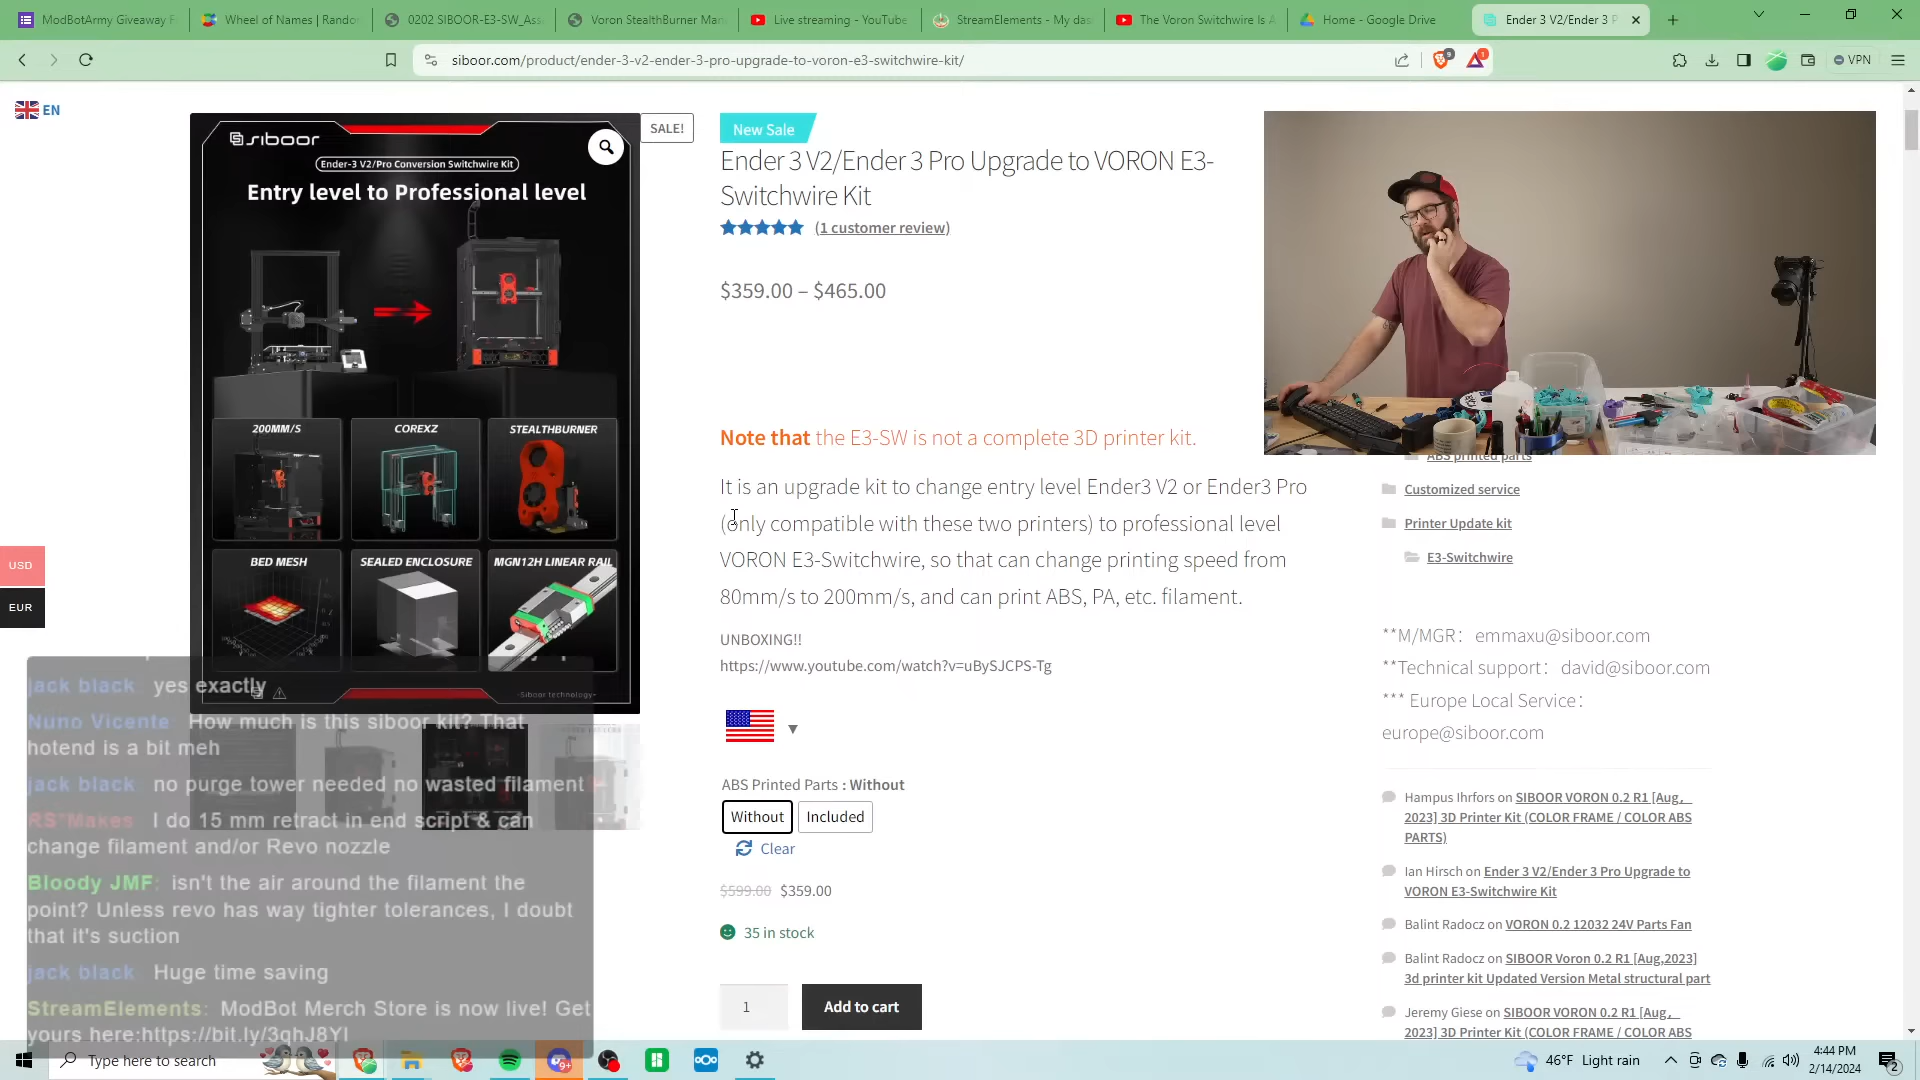 ModBotArmy Giveaway F
Wheel of Names | Rando
0202 SIBOOR-E3-SW_Ass
Voron StealthBurner Man
Live streaming - YouTube
StreamElements - My das
The Voron Switchwire Is A
Home - Google Drive
Ender 3 V2/Ender 3 P
siboor.com/product/ender-3-v2-ender-3-pro-upgrade-to-voron-e3-switchwire-kit/
9
1
VPN
EN
siboor
Ender-3 V2/Pro Conversion Switchwire Kit
Entry level to Professional level
200MM/S
COREXZ
STEALTHBURNER
BED MESH
SEALED ENCLOSURE
MGN12H LINEAR RAIL
-Siboor technology-
SALE!
New Sale
Ender 3 V2/Ender 3 Pro Upgrade to VORON E3-
Switchwire Kit
(1 customer review)
$359.00 – $465.00
Note that the E3-SW is not a complete 3D printer kit.
It is an upgrade kit to change entry level Ender3 V2 or Ender3 Pro
(only compatible with these two printers) to professional level
VORON E3-Switchwire, so that can change printing speed from
80mm/s to 200mm/s, and can print ABS, PA, etc. filament.
UNBOXING!!
https://www.youtube.com/watch?v=uBySJCPS-Tg
ABS Printed Parts : Without
Without
Included
Clear
$599.00 $359.00
35 in stock
1
Add to cart
ABS printed parts
Customized service
Printer Update kit
E3-Switchwire
**M/MGR： emmaxu@siboor.com
**Technical support： david@siboor.com
*** Europe Local Service：
europe@siboor.com
Hampus Ihrfors on SIBOOR VORON 0.2 R1 [Aug，
2023] 3D Printer Kit (COLOR FRAME / COLOR ABS
PARTS)
Ian Hirsch on Ender 3 V2/Ender 3 Pro Upgrade to
VORON E3-Switchwire Kit
Balint Radocz on VORON 0.2 12032 24V Parts Fan
Balint Radocz on SIBOOR Voron 0.2 R1 [Aug,2023]
3d printer kit Updated Version Metal structural part
Jeremy Giese on SIBOOR VORON 0.2 R1 [Aug，
2023] 3D Printer Kit (COLOR FRAME / COLOR ABS
USD
EUR
jack black: yes exactly
Nuno Vicente: How much is this siboor kit? That
hotend is a bit meh
jack black: no purge tower needed no wasted filament
RS*Makes: I do 15 mm retract in end script & can
change filament and/or Revo nozzle
Bloody JMF: isn't the air around the filament the
point? Unless revo has way tighter tolerances, I doubt
that it's suction
jack black: Huge time saving
StreamElements: ModBot Merch Store is now live! Get
yours here:https://bit.ly/3qhJ8YI
Type here to search
9+
46°F Light rain
4:44 PM
2/14/2024
2